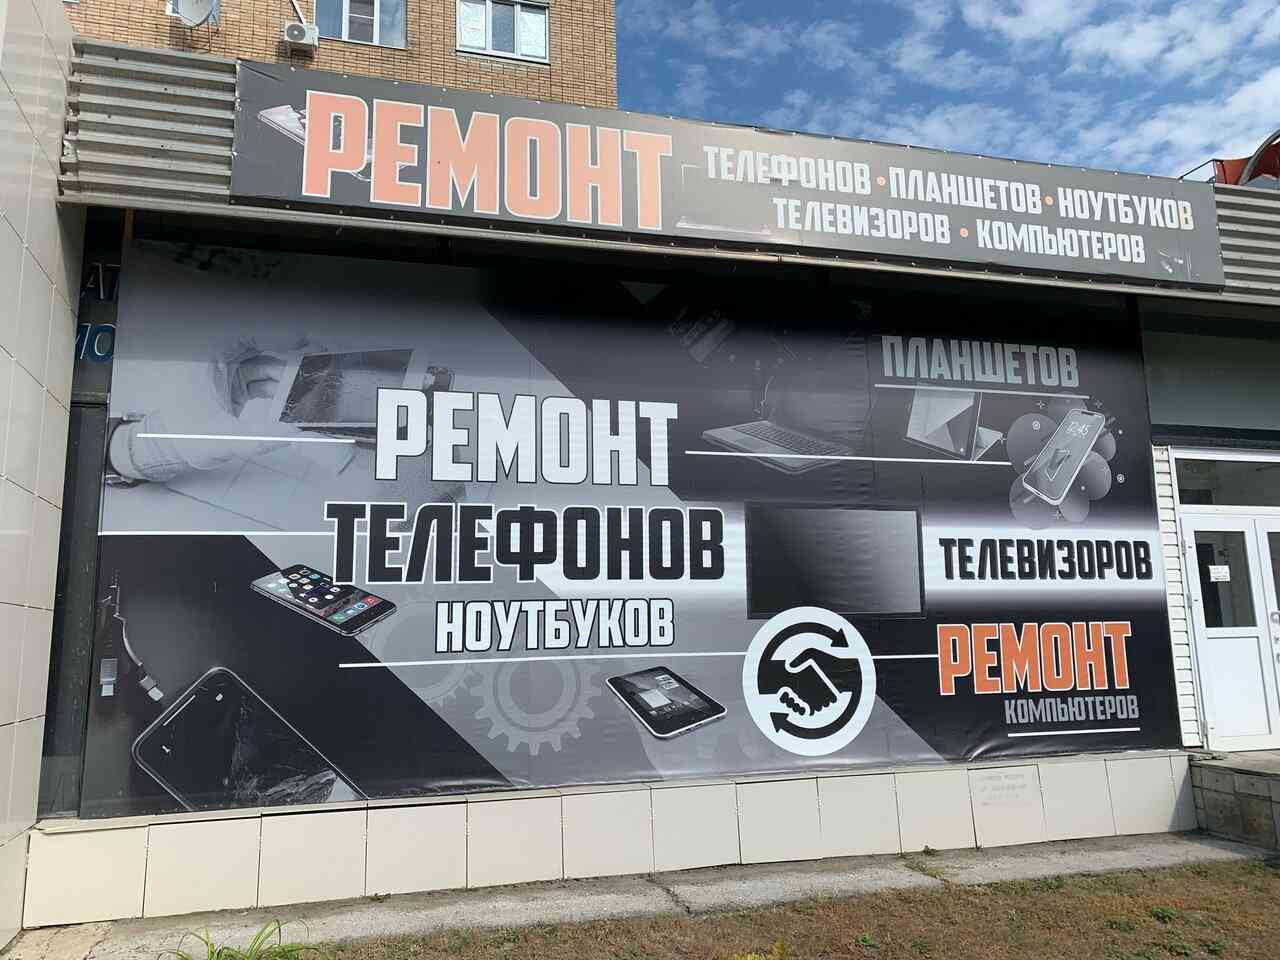 РЕМОНТ
ТЕЛЕФОНОВ • ПЛАНШЕТОВ • НОУТБУКОВ
ТЕЛЕВИЗОРОВ • КОМПЬЮТЕРОВ
ПЛАНШЕТОВ
12:45
РЕМОНТ
ТЕЛЕФОНОВ
НОУТБУКОВ
ТЕЛЕВИЗОРОВ
РЕМОНТ
КОМПЬЮТЕРОВ